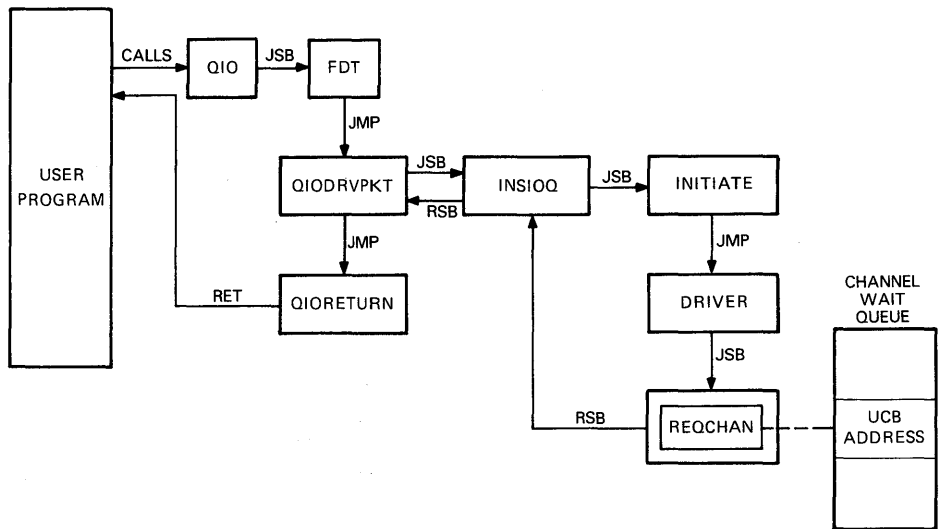 CALLS
JSB
QIO
FDT
JMP
USER
PROGRAM
QIODRVPKT
JSB
RSB
INSIOQ
JSB
INITIATE
JMP
JMP
RET
QIORETURN
DRIVER
CHANNEL
WAIT
QUEUE
JSB
RSB
REQCHAN
UCB
ADDRESS